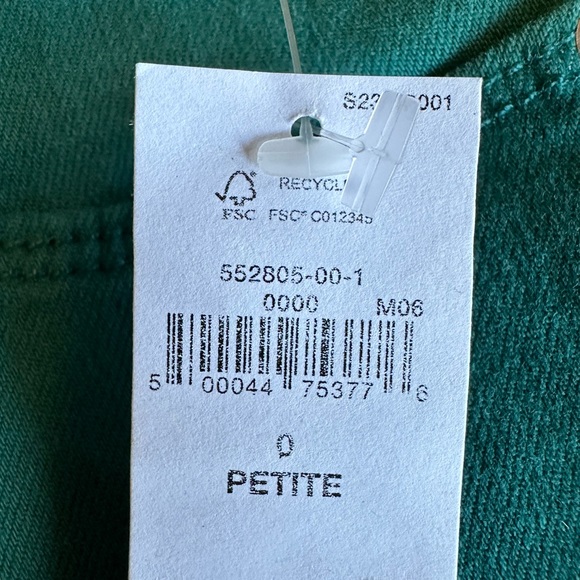 RECYCL
FSC FSC® C012345
552805-00-1
0000 M06
5 00044 75377 6
0
PETITE